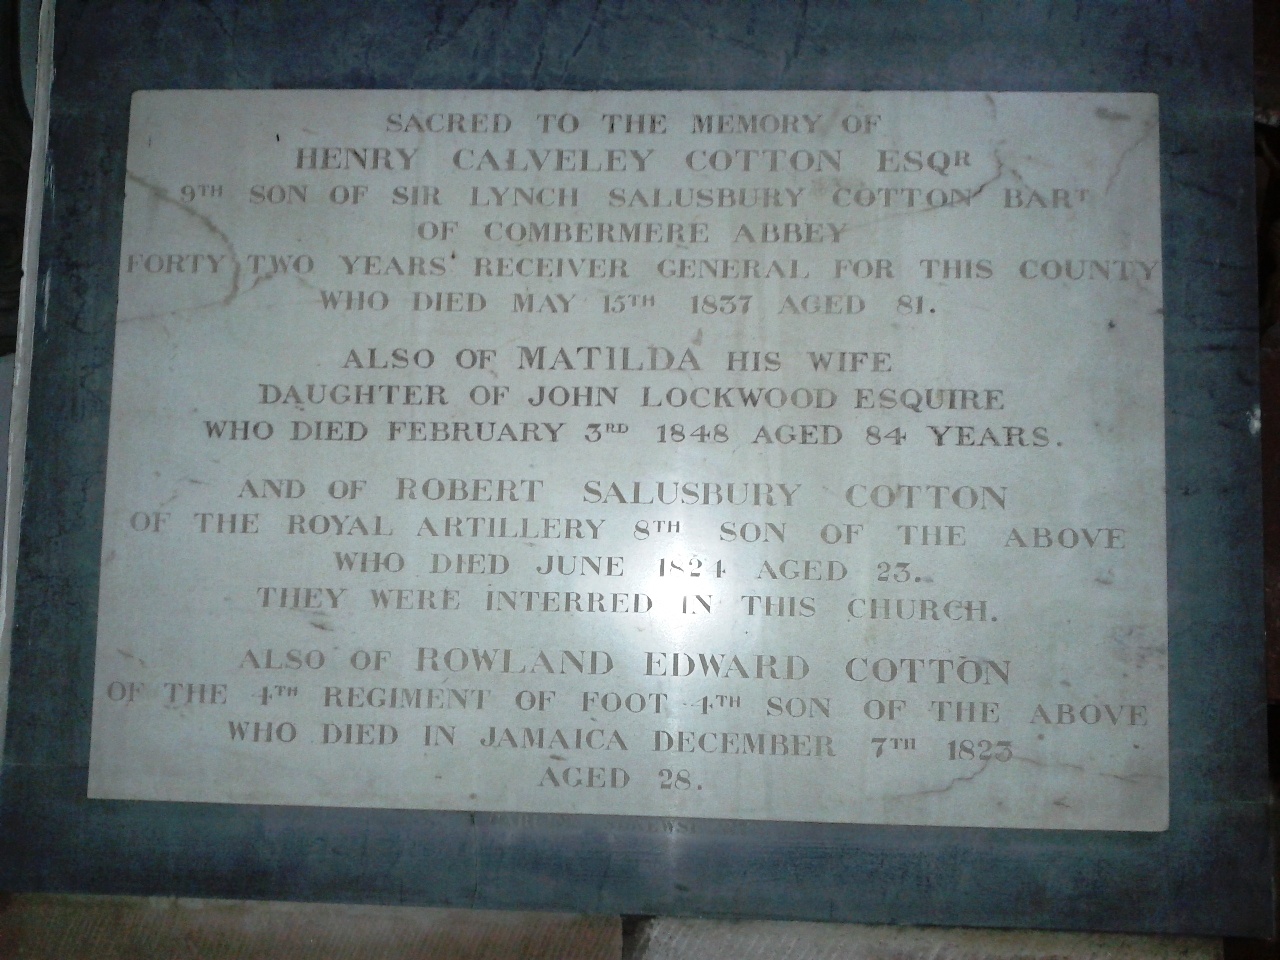 SACRED TO THE MEMORY OF
HENRY CALVELEY COTTON ESQR
9TH SON OF SIR LYNCH SALUSBURY COTTON BART
OF COMBERMERE ABBEY
FORTY TWO YEARS RECEIVER GENERAL FOR THIS COUNTY
WHO DIED MAY 15TH 1837 AGED 81.
ALSO OF MATILDA HIS WIFE
DAUGHTER OF JOHN LOCKWOOD ESQUIRE
WHO DIED FEBRUARY 3RD 1848 AGED 84 YEARS.
AND OF ROBERT SALUSBURY COTTON
OF THE ROYAL ARTILLERY 8TH SON OF THE ABOVE
WHO DIED JUNE 1824 AGED 23.
THEY WERE INTERRED IN THIS CHURCH.
ALSO OF ROWLAND EDWARD COTTON
OF THE 4TH REGIMENT OF FOOT 4TH SON OF THE ABOVE
WHO DIED IN JAMAICA DECEMBER 7TH 1823
AGED 28.